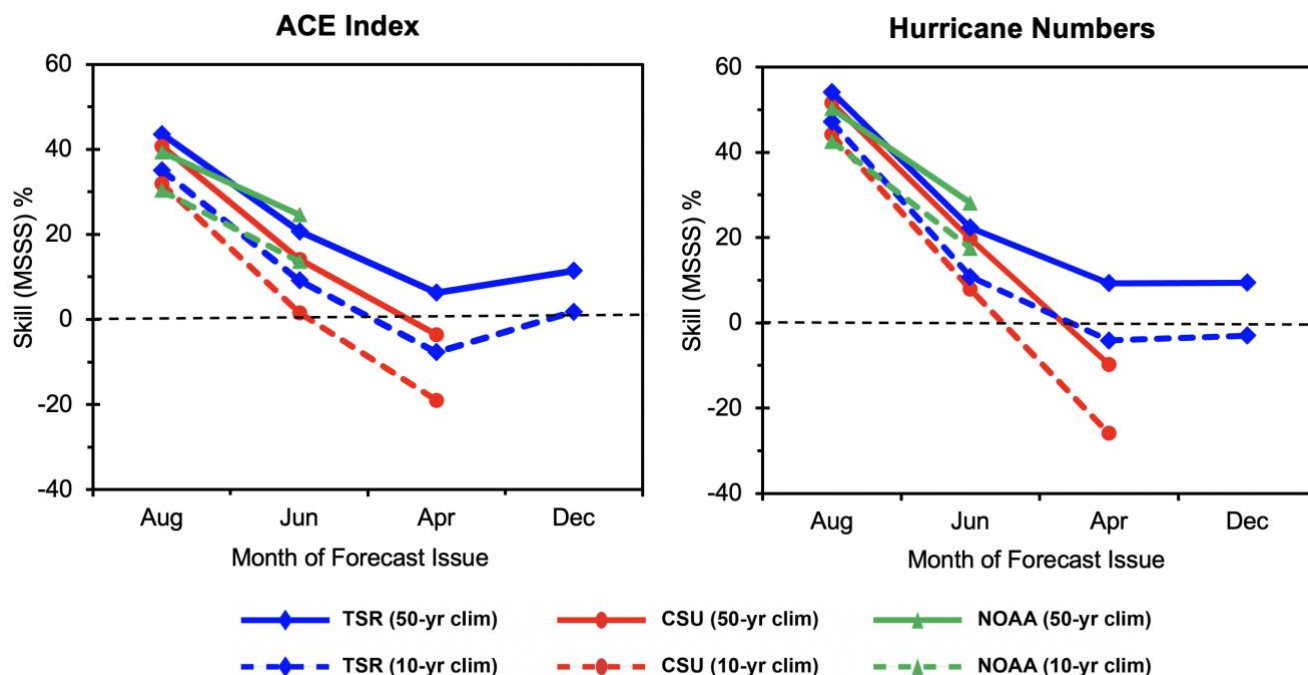 ACE Index
60
40
20
0
-20
-40
Skill (MSSS) %
Aug Jun Apr Dec
Month of Forecast Issue
Hurricane Numbers
60
40
20
0
-20
-40
Skill (MSSS) %
Aug Jun Apr Dec
Month of Forecast Issue
TSR (50-yr clim) CSU (50-yr clim) NOAA (50-yr clim)
TSR (10-yr clim) CSU (10-yr clim) NOAA (10-yr clim)